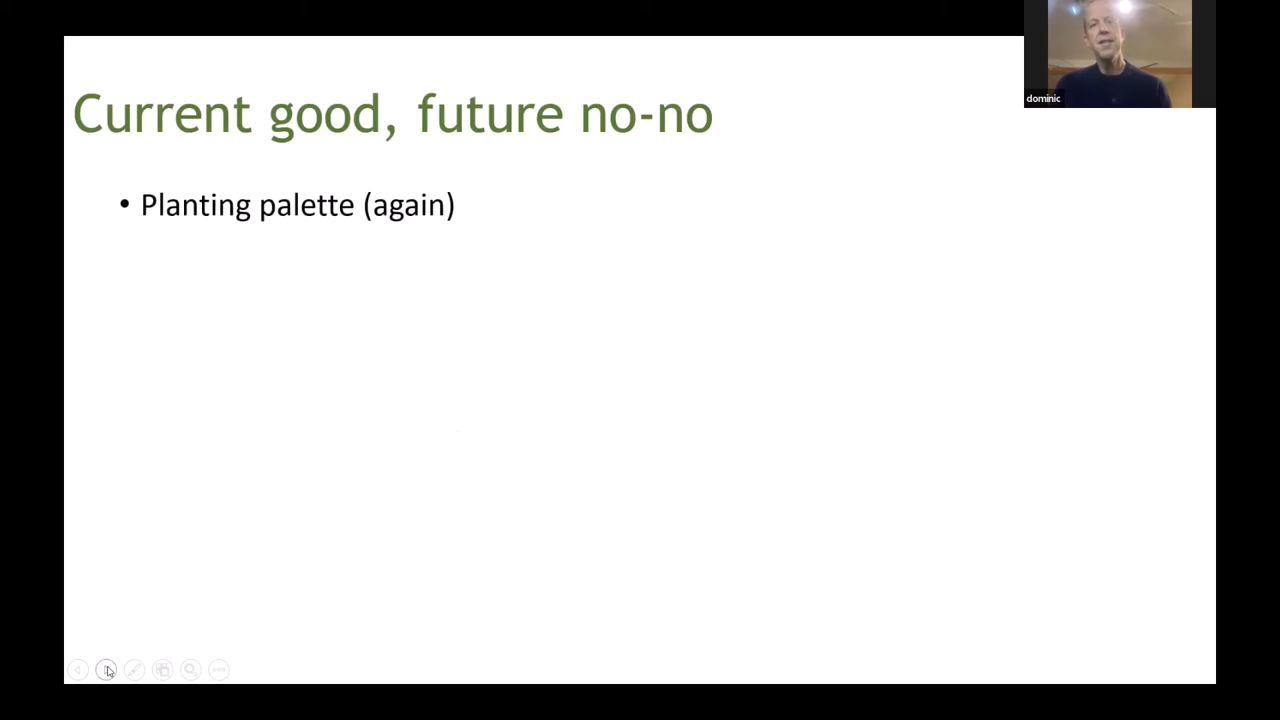 Current good, future no-no
• Planting palette (again)
dominic